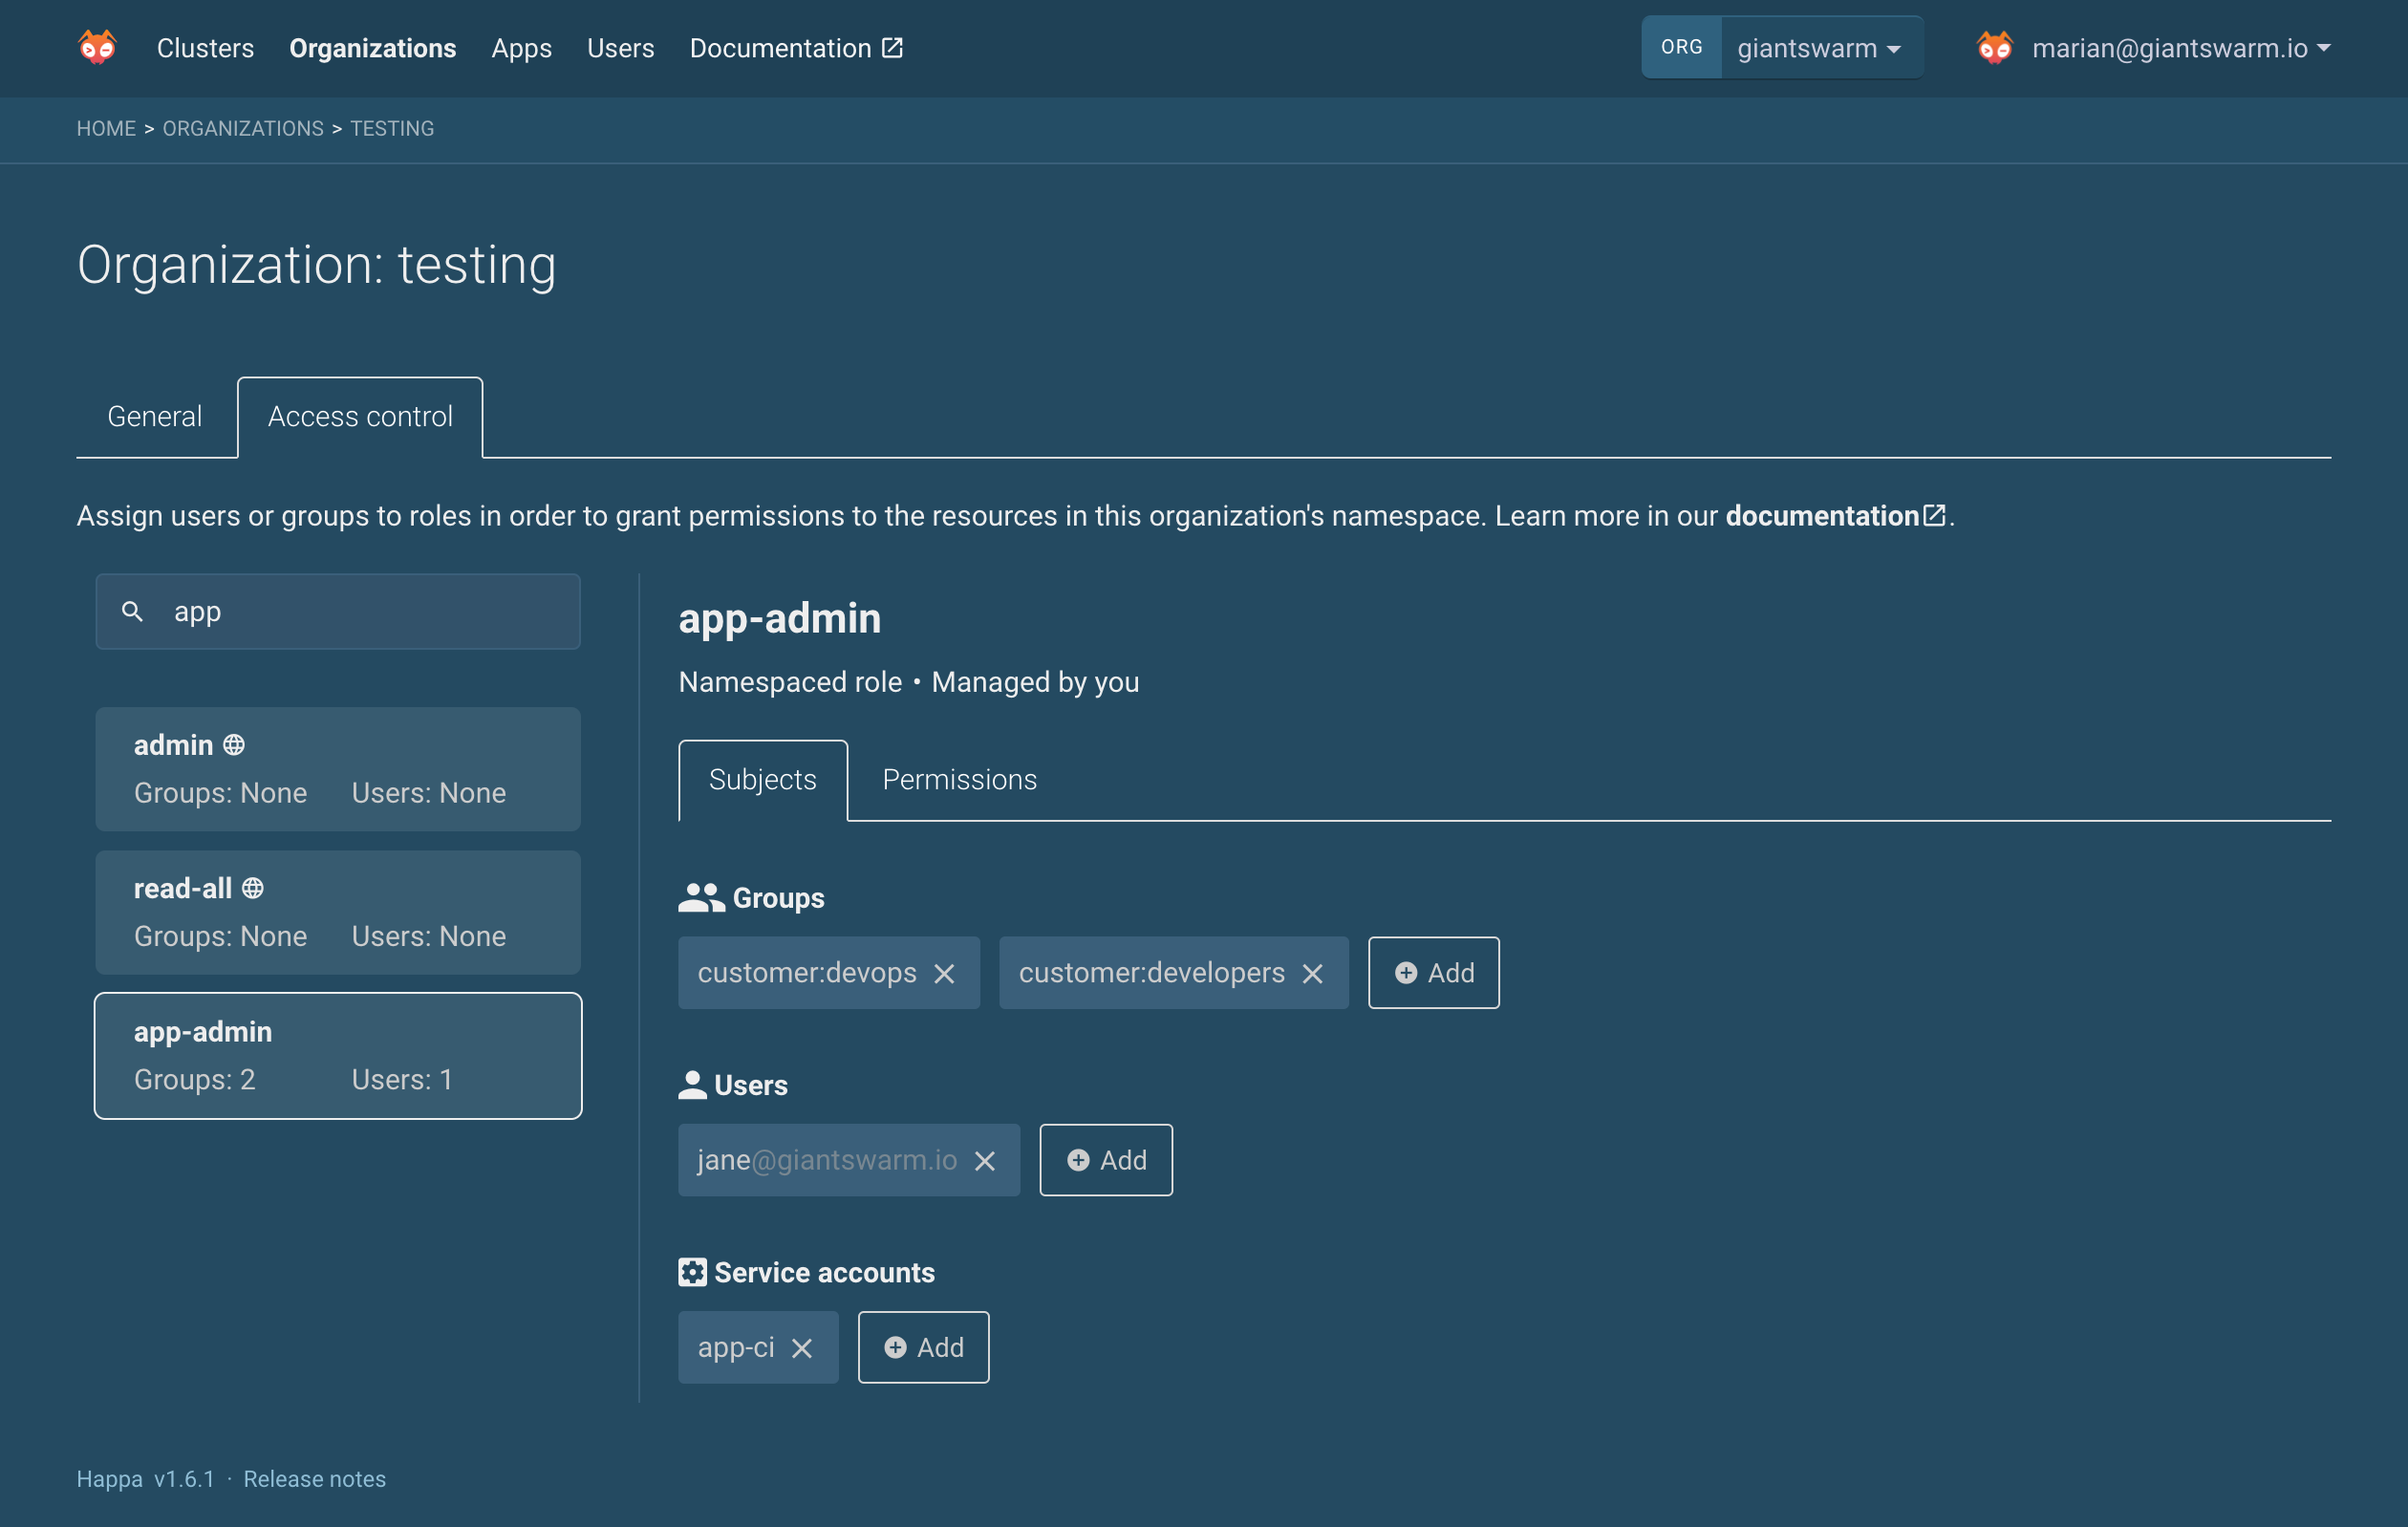 Clusters Organizations Apps Users Documentation ORG giantswarm marian@giantswarm.io
HOME > ORGANIZATIONS > TESTING
Organization: testing
General Access control
Assign users or groups to roles in order to grant permissions to the resources in this organization's namespace. Learn more in our documentation.
app
admin
Groups: None Users: None
read-all
Groups: None Users: None
app-admin
Groups: 2 Users: 1
app-admin
Namespaced role • Managed by you
Subjects Permissions
Groups
customer:devops customer:developers Add
Users
jane@giantswarm.io Add
Service accounts
app-ci Add
Happa v1.6.1 · Release notes